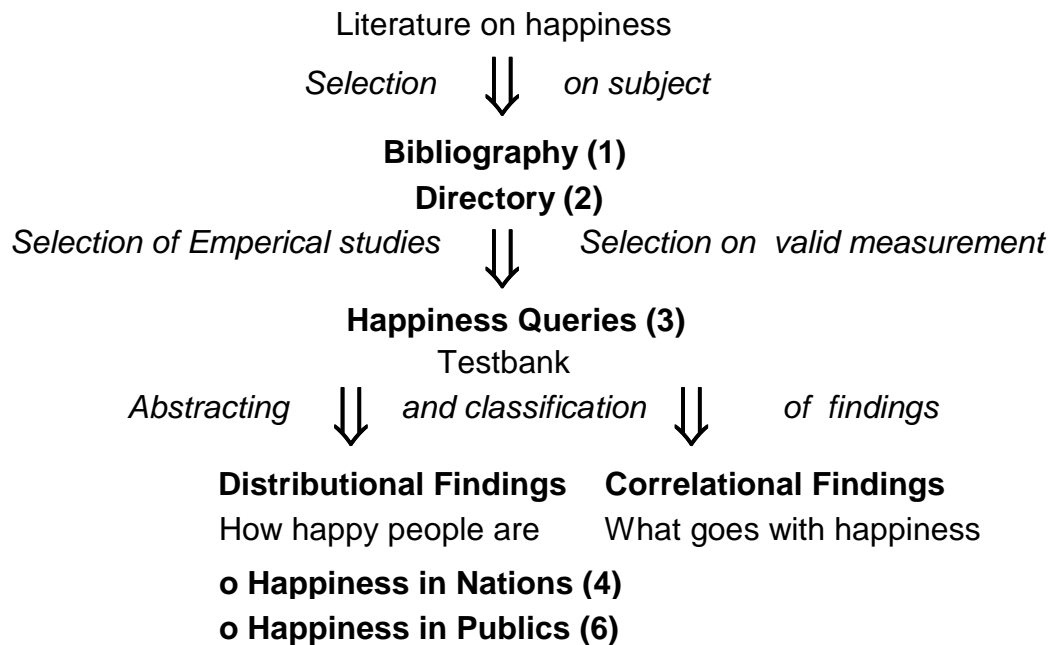 Literature on happiness
Selection on subject
Bibliography (1)
Directory (2)
Selection of Emperical studies Selection on valid measurement
Happiness Queries (3)
Testbank
Abstracting and classification of findings
Distributional Findings Correlational Findings
How happy people are What goes with happiness
o Happiness in Nations (4)
o Happiness in Publics (6)